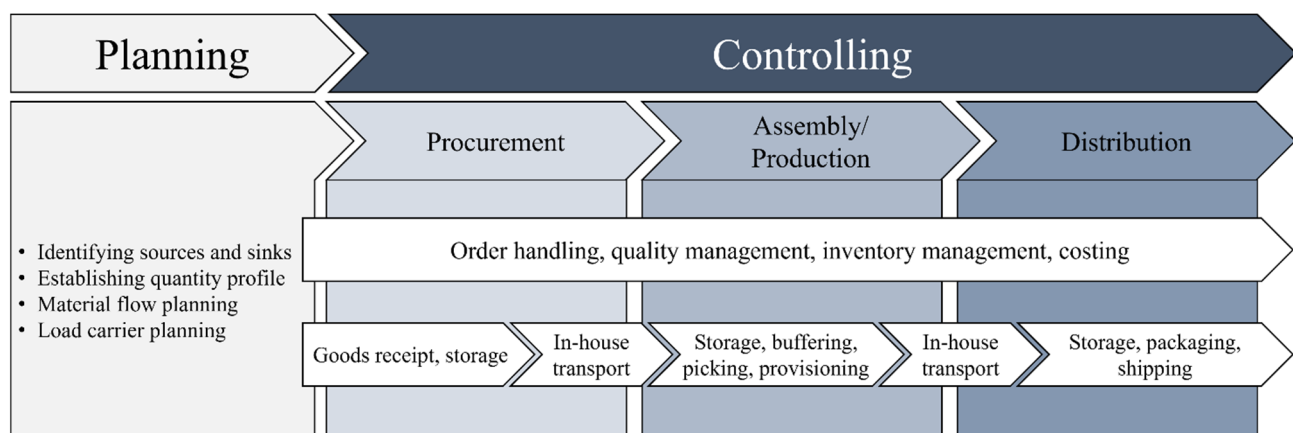 Planning
Controlling
Procurement
Assembly/
Production
Distribution
• Identifying sources and sinks
• Establishing quantity profile
• Material flow planning
• Load carrier planning
Order handling, quality management, inventory management, costing
Goods receipt, storage
In-house
transport
Storage, buffering,
picking, provisioning
In-house
transport
Storage, packaging,
shipping